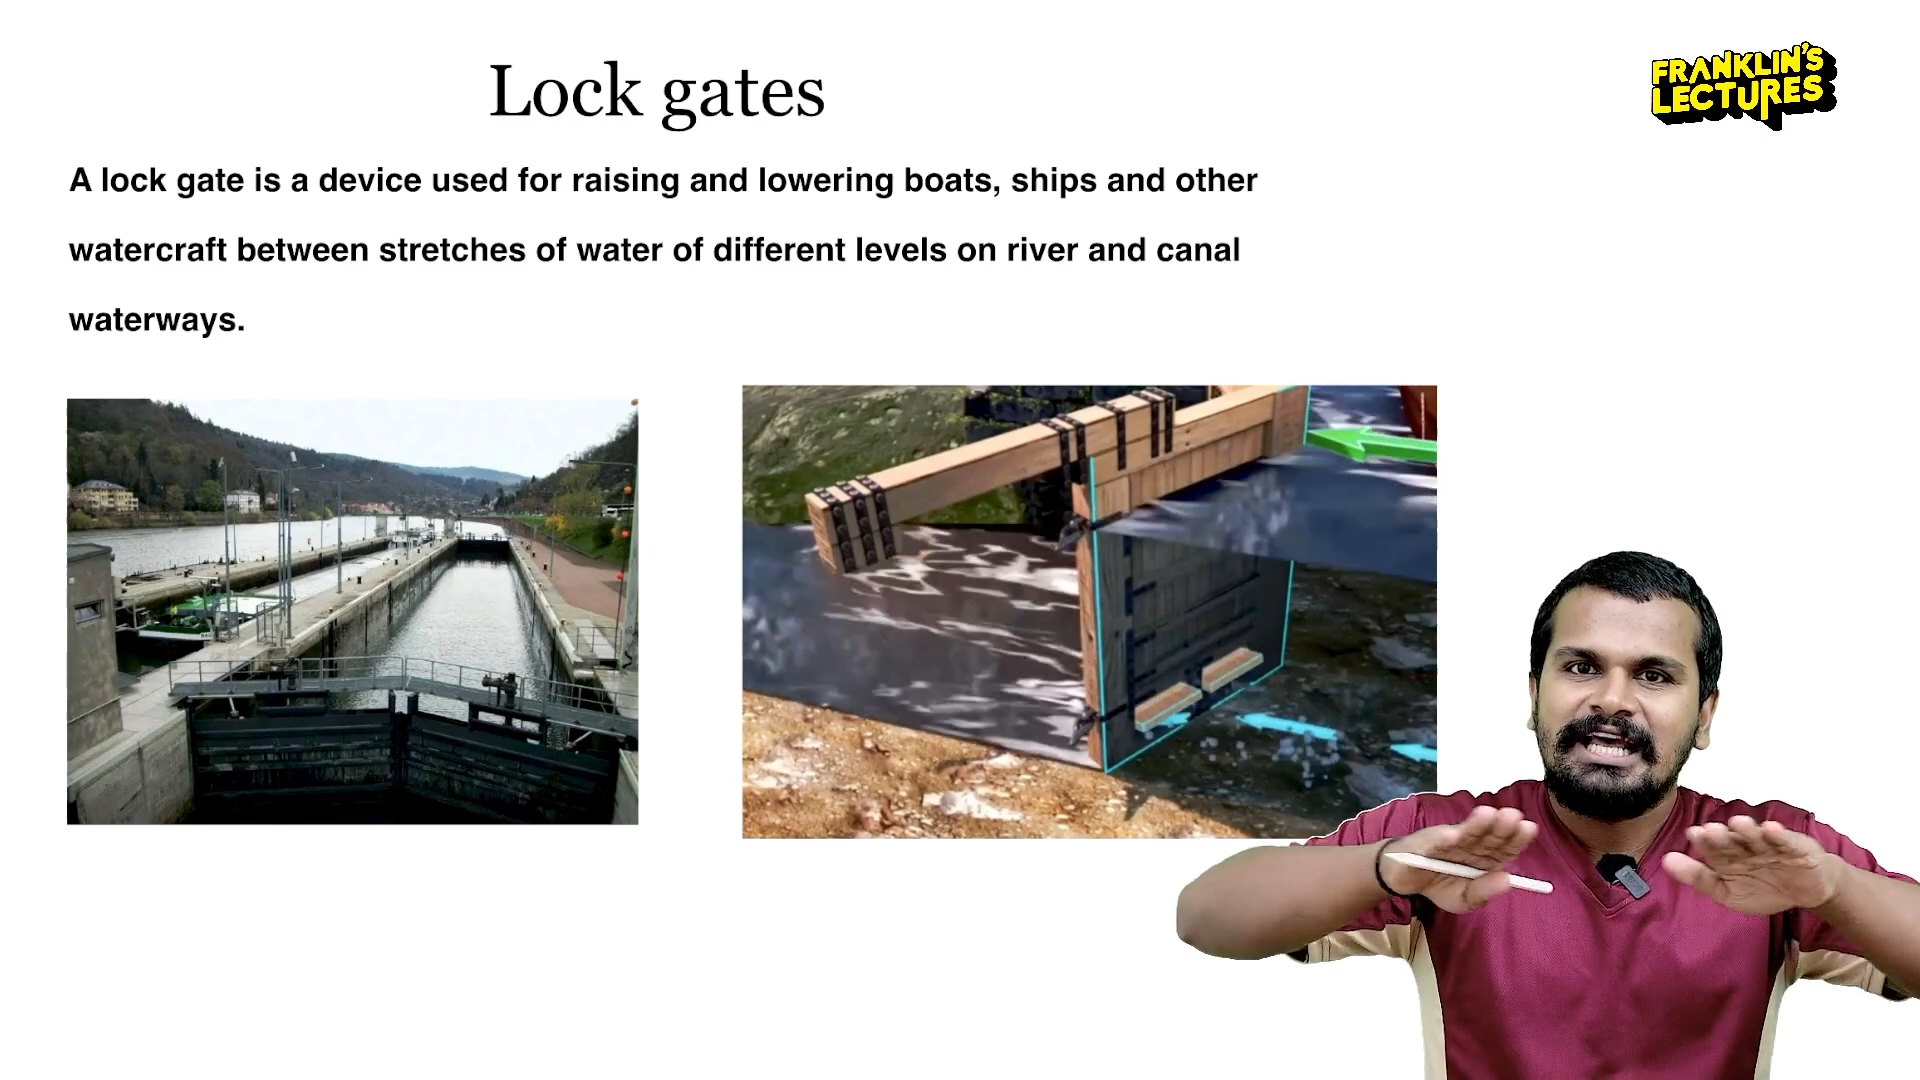 Lock gates
FRANKLIN'S
LECTURES
A lock gate is a device used for raising and lowering boats, ships and other
watercraft between stretches of water of different levels on river and canal
waterways.